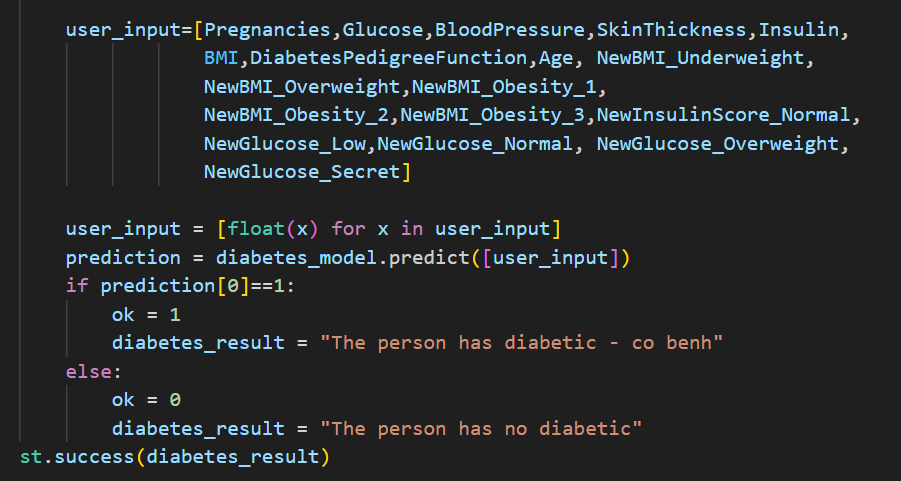 user_input=[Pregnancies,Glucose,BloodPressure,SkinThickness,Insulin,
BMI,DiabetesPedigreeFunction,Age, NewBMI_Underweight,
NewBMI_Overweight,NewBMI_Obesity_1,
NewBMI_Obesity_2,NewBMI_Obesity_3,NewInsulinScore_Normal,
NewGlucose_Low,NewGlucose_Normal, NewGlucose_Overweight,
NewGlucose_Secret]
user_input = [float(x) for x in user_input]
prediction = diabetes_model.predict([user_input])
if prediction[0]==1:
ok = 1
diabetes_result = "The person has diabetic - co benh"
else:
ok = 0
diabetes_result = "The person has no diabetic"
st.success(diabetes_result)